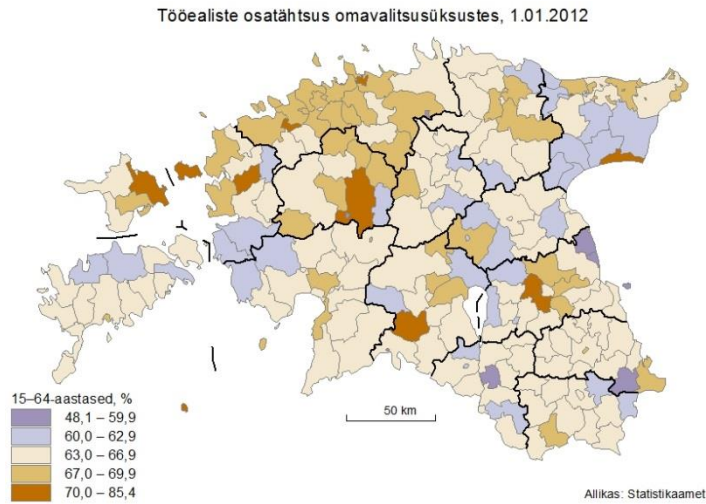 Tööealiste osatähtsus omavalitsusüksustes, 1.01.2012
15–64-aastased, %
48,1 – 59,9
60,0 – 62,9
63,0 – 66,9
67,0 – 69,9
70,0 – 85,4
50 km
Allikas: Statistikaamet